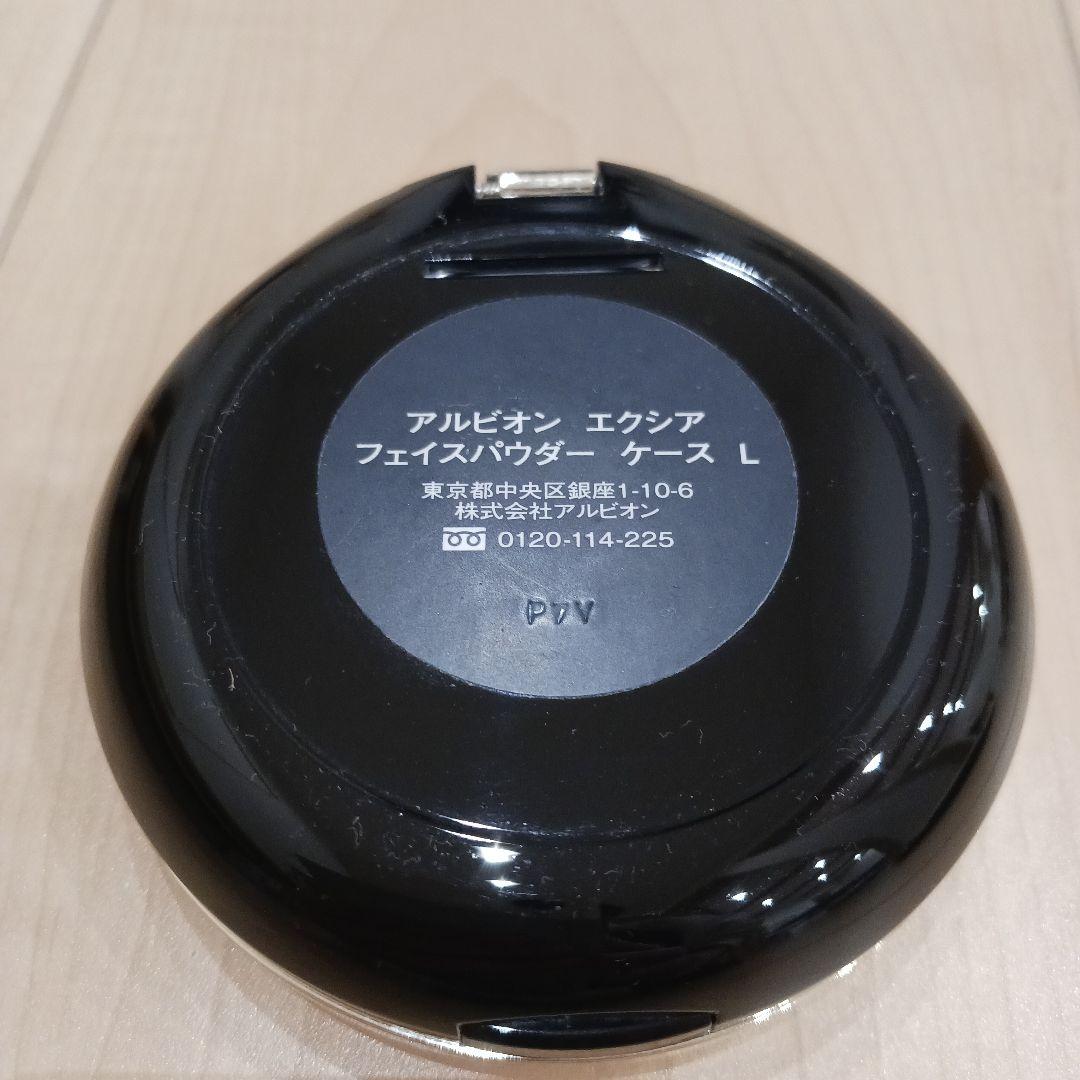 アルビオン エクシア
フェイスパウダー ケース L
東京都中央区銀座1-10-6
株式会社アルビオン
0120-114-225